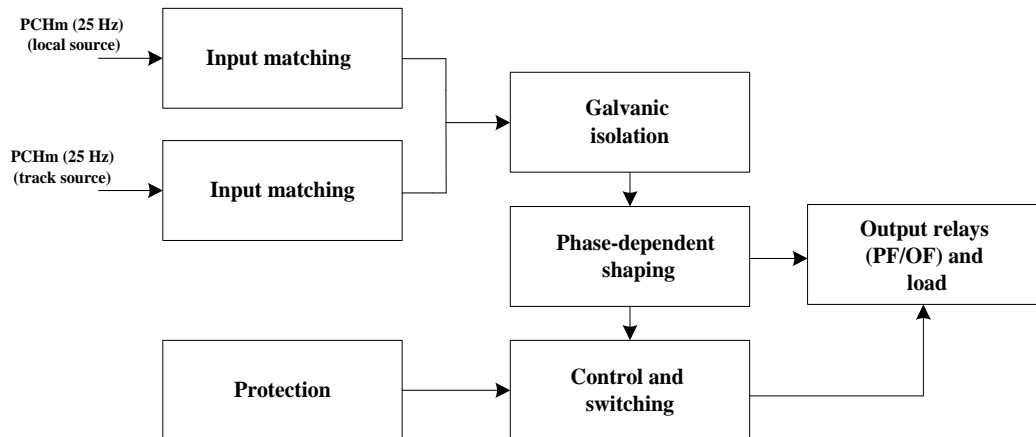 PCHm (25 Hz)
(local source)
Input matching
Galvanic
isolation
PCHm (25 Hz)
(track source)
Input matching
Phase-dependent
shaping
Output relays
(PF/OF) and
load
Protection
Control and
switching